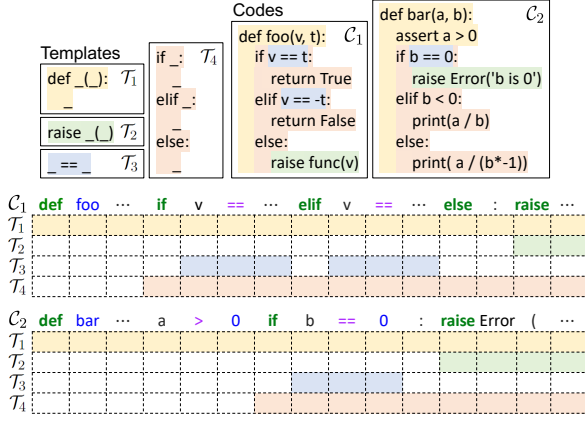 Templates
def _(_): 𝒯1
_
raise _(_) 𝒯2
_ == _ 𝒯3
if _: 𝒯4
_
elif _:
_
else:
_
Codes
def foo(v, t): 𝒞1
if v == t:
return True
elif v == -t:
return False
else:
raise func(v)
def bar(a, b): 𝒞2
assert a > 0
if b == 0:
raise Error('b is 0')
elif b < 0:
print(a / b)
else:
print( a / (b*-1))
𝒞1 def foo ⋯ if v == ⋯ elif v == ⋯ else : raise ⋯
𝒯1
𝒯2
𝒯3
𝒯4
𝒞2 def bar ⋯ a > 0 if b == 0 : raise Error ( ⋯
𝒯1
𝒯2
𝒯3
𝒯4